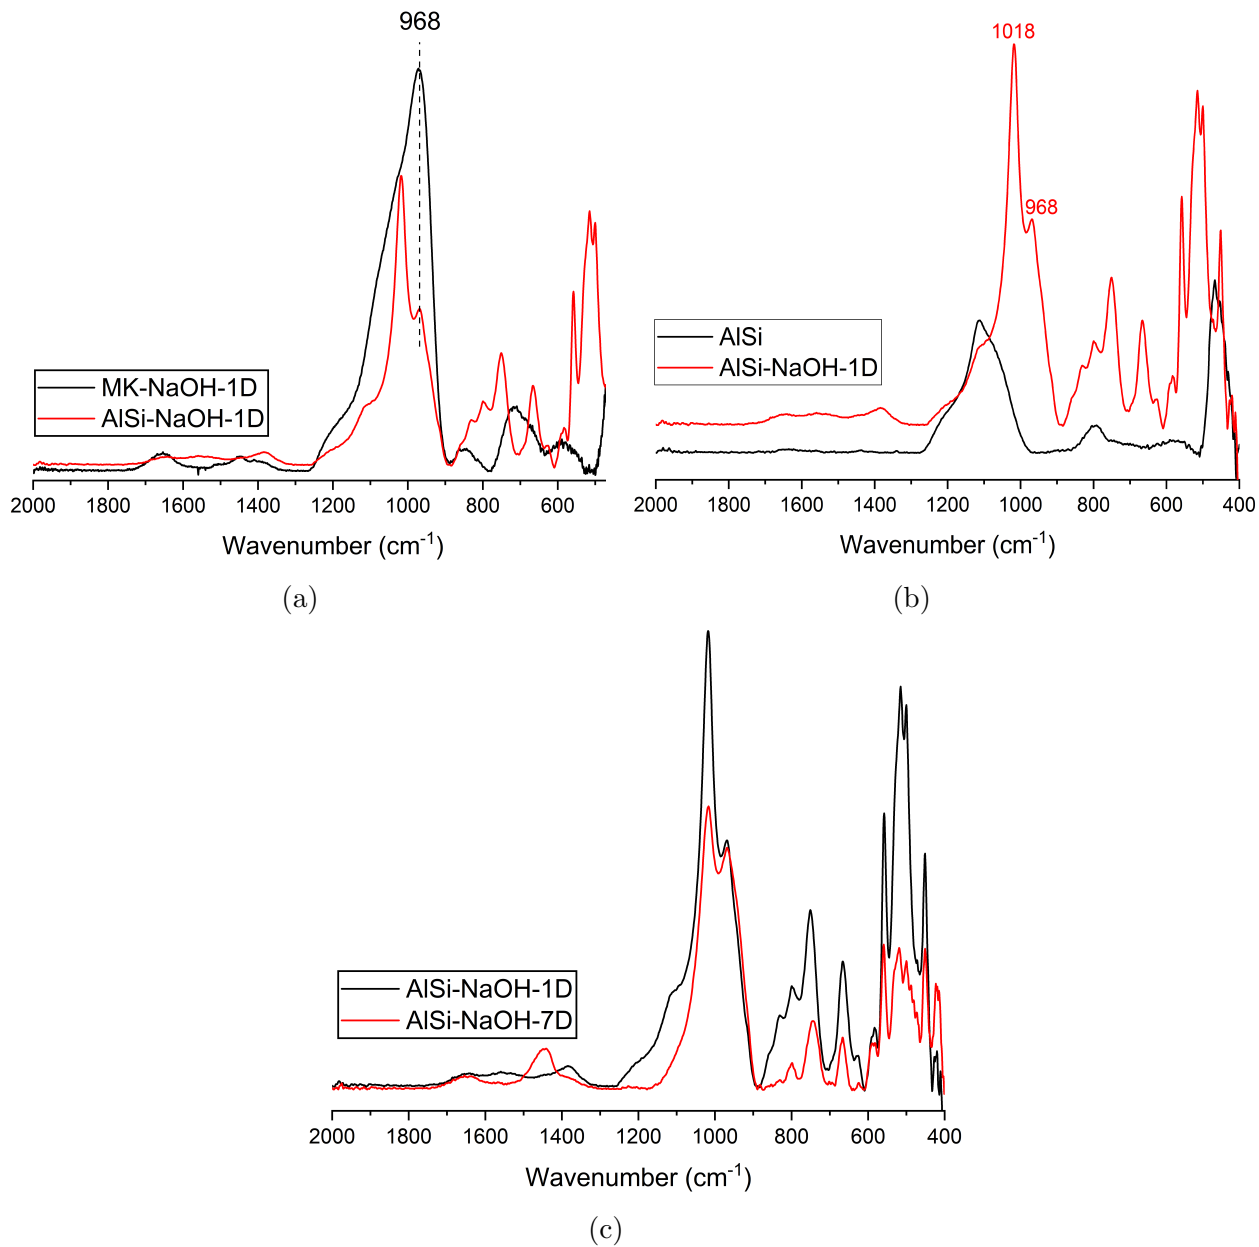 968
MK-NaOH-1D
AlSi-NaOH-1D
2000 1800 1600 1400 1200 1000 800 600
Wavenumber (cm-1)
(a)
1018
968
AlSi
AlSi-NaOH-1D
2000 1800 1600 1400 1200 1000 800 600 400
Wavenumber (cm-1)
(b)
AlSi-NaOH-1D
AlSi-NaOH-7D
2000 1800 1600 1400 1200 1000 800 600 400
Wavenumber (cm-1)
(c)